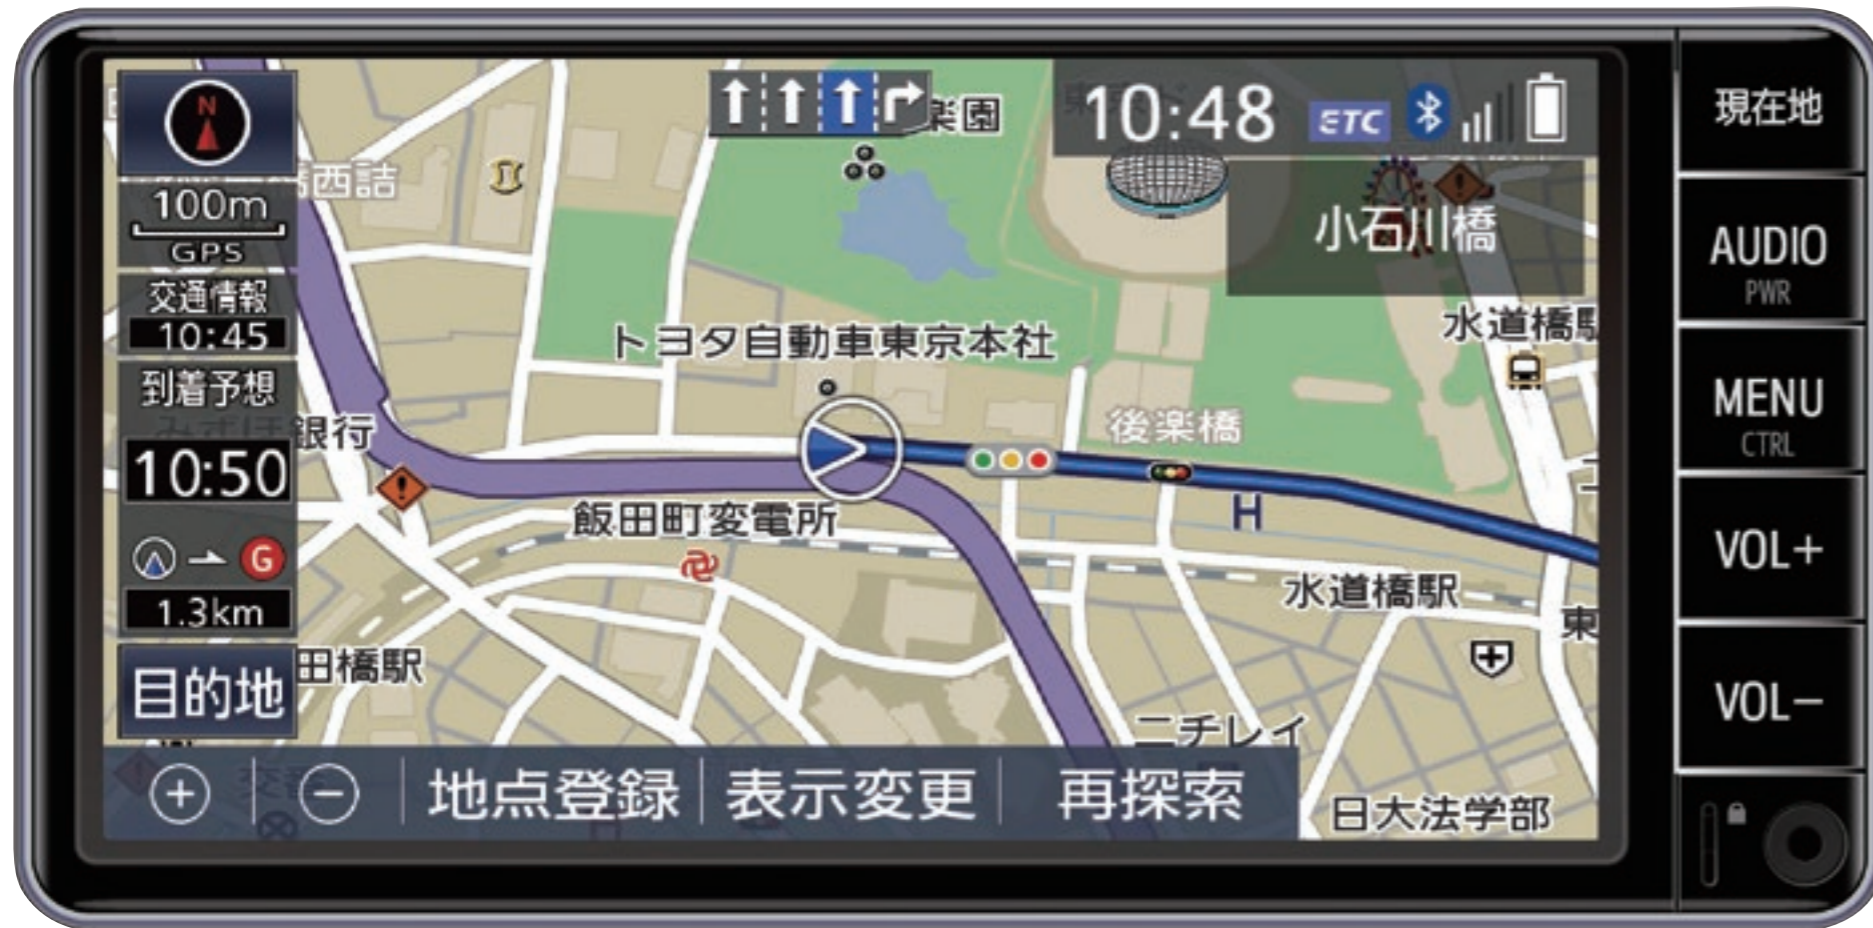 N
100m
GPS
交通情報
10:45
到着予想
10:50
G
1.3km
目的地
西詰
楽園
10:48
ETC
小石川橋
水道橋駅
トヨタ自動車東京本社
銀行
後楽橋
飯田町変電所
H
水道橋駅
東
田橋駅
ニチレイ
日大法学部
+
−
地点登録
表示変更
再探索
現在地
AUDIO
PWR
MENU
CTRL
VOL+
VOL−